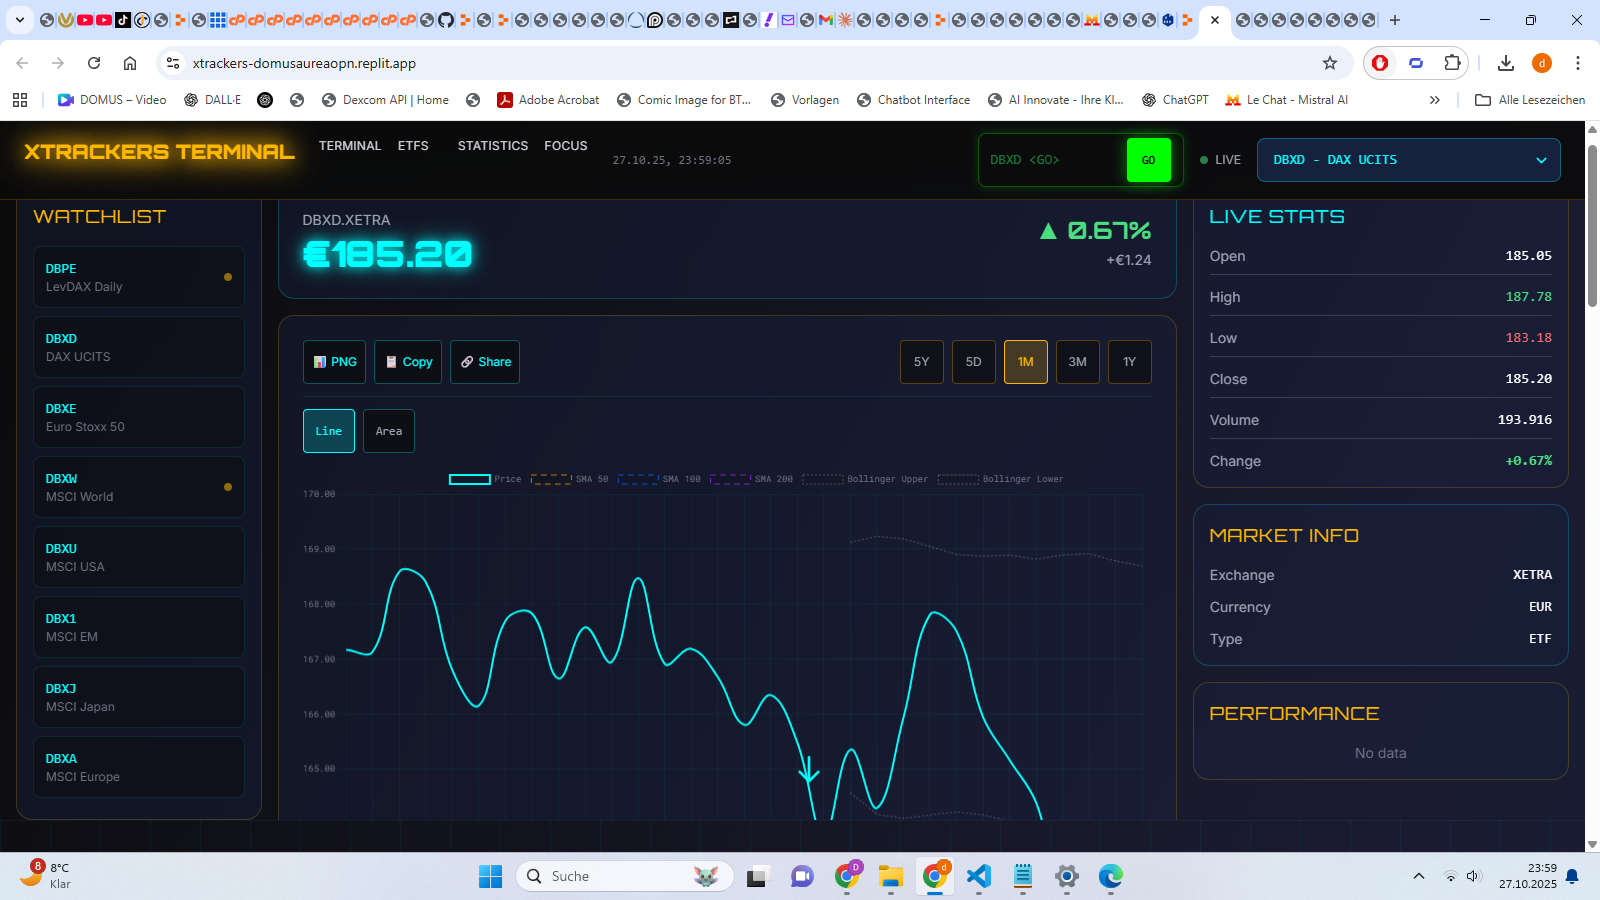 xtrackers-domusaureaopn.replit.app
d
DOMUS – Video
DALL·E
Dexcom API | Home
Adobe Acrobat
Comic Image for BT...
Vorlagen
Chatbot Interface
AI Innovate - Ihre KI...
ChatGPT
Le Chat - Mistral AI
Alle Lesezeichen
XTRACKERS TERMINAL
TERMINAL
ETFS
STATISTICS
FOCUS
27.10.25, 23:59:05
DBXD <GO>
GO
LIVE
DBXD - DAX UCITS
WATCHLIST
DBPE
LevDAX Daily
DBXD
DAX UCITS
DBXE
Euro Stoxx 50
DBXW
MSCI World
DBXU
MSCI USA
DBX1
MSCI EM
DBXJ
MSCI Japan
DBXA
MSCI Europe
DBXD.XETRA
€185.20
▲ 0.67%
+€1.24
PNG
Copy
Share
5Y
5D
1M
3M
1Y
Line
Area
Price
SMA 50
SMA 100
SMA 200
Bollinger Upper
Bollinger Lower
170.00
169.00
168.00
167.00
166.00
165.00
LIVE STATS
Open 185.05
High 187.78
Low 183.18
Close 185.20
Volume 193.916
Change +0.67%
MARKET INFO
Exchange XETRA
Currency EUR
Type ETF
PERFORMANCE
No data
8
8°C
Klar
Suche
D
d
23:59
27.10.2025